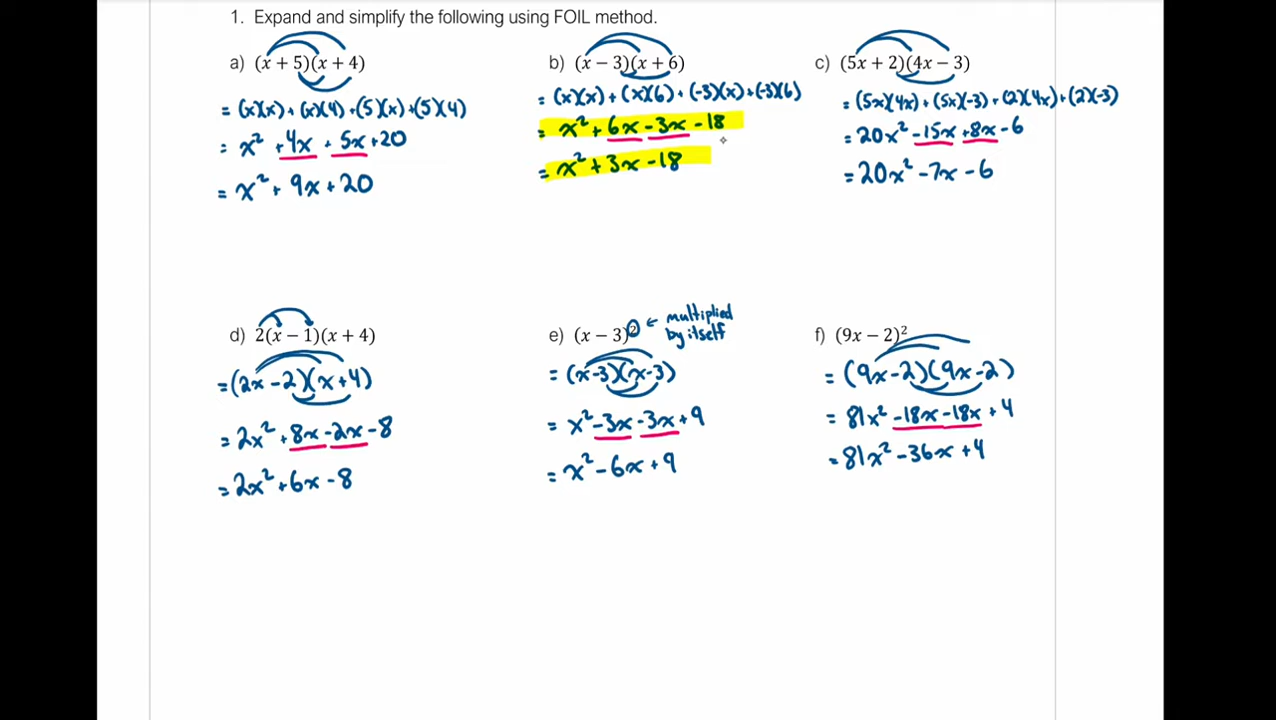 1. Expand and simplify the following using FOIL method.
a) (x + 5)(x + 4)
= (x)(x) + (x)(4) + (5)(x) + (5)(4)
= x² + 4x + 5x + 20
= x² + 9x + 20
b) (x − 3)(x + 6)
= (x)(x) + (x)(6) + (-3)(x) + (-3)(6)
= x² + 6x - 3x - 18
= x² + 3x - 18
c) (5x + 2)(4x − 3)
= (5x)(4x) + (5x)(-3) + (2)(4x) + (2)(-3)
= 20x² - 15x + 8x - 6
= 20x² - 7x - 6
d) 2(x − 1)(x + 4)
= (2x - 2)(x + 4)
= 2x² + 8x - 2x - 8
= 2x² + 6x - 8
e) (x − 3)² ← multiplied
by itself
= (x - 3)(x - 3)
= x² - 3x - 3x + 9
= x² - 6x + 9
f) (9x − 2)²
= (9x - 2)(9x - 2)
= 81x² - 18x - 18x + 4
= 81x² - 36x + 4